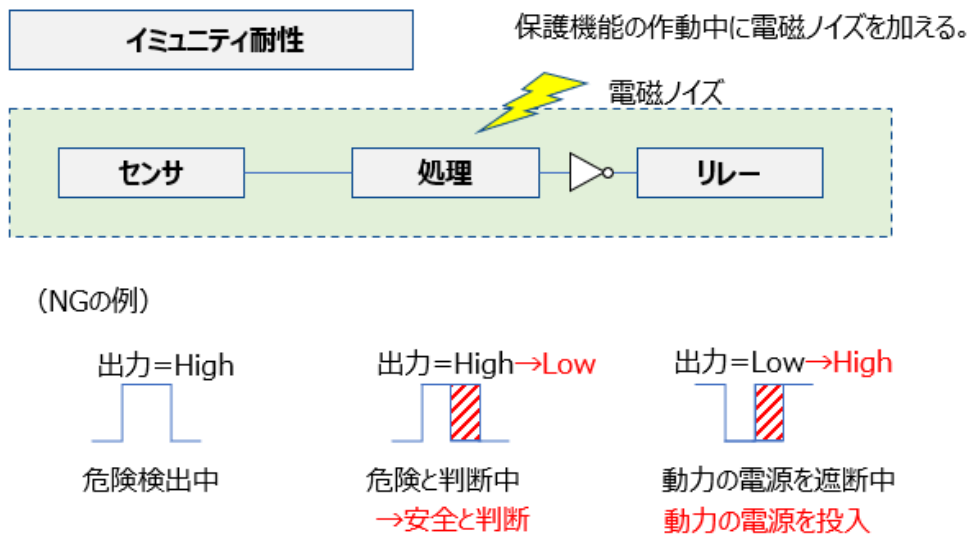 イミュニティ耐性
保護機能の作動中に電磁ノイズを加える。
電磁ノイズ
センサ
処理
リレー
（NGの例）
出力=High
出力=High→Low
出力=Low→High
危険検出中
危険と判断中
→安全と判断
動力の電源を遮断中
動力の電源を投入